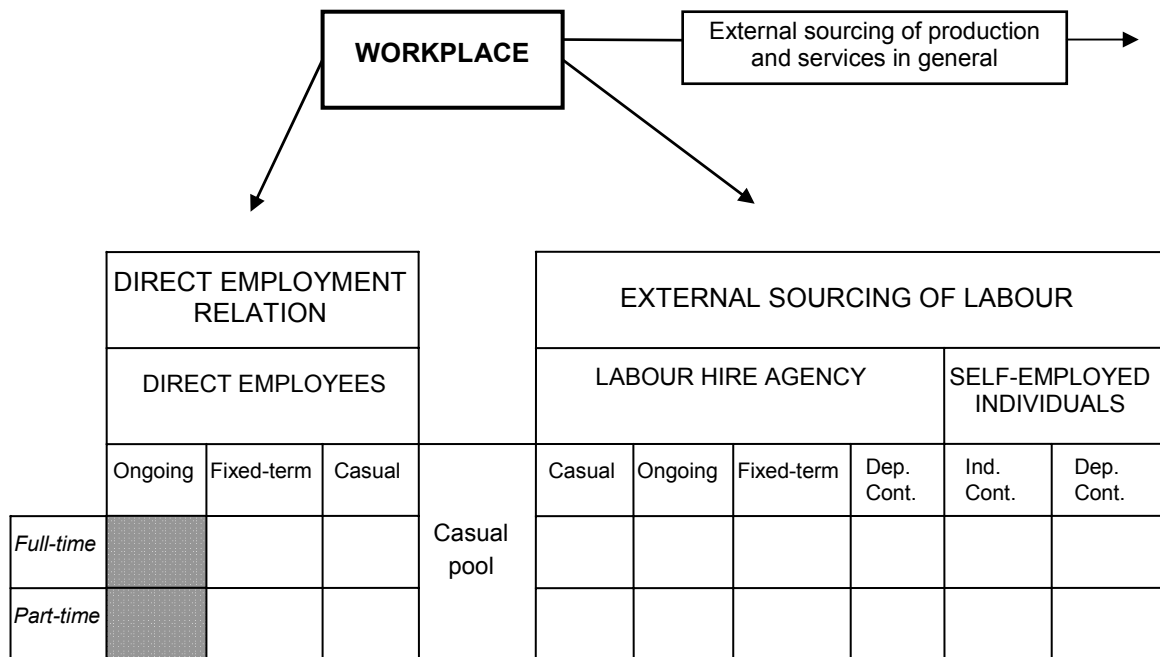 WORKPLACE
External sourcing of production
and services in general
DIRECT EMPLOYMENT
RELATION
EXTERNAL SOURCING OF LABOUR
DIRECT EMPLOYEES
LABOUR HIRE AGENCY
SELF-EMPLOYED
INDIVIDUALS
Ongoing
Fixed-term
Casual
Casual
pool
Casual
Ongoing
Fixed-term
Dep.
Cont.
Ind.
Cont.
Dep.
Cont.
Full-time
Part-time